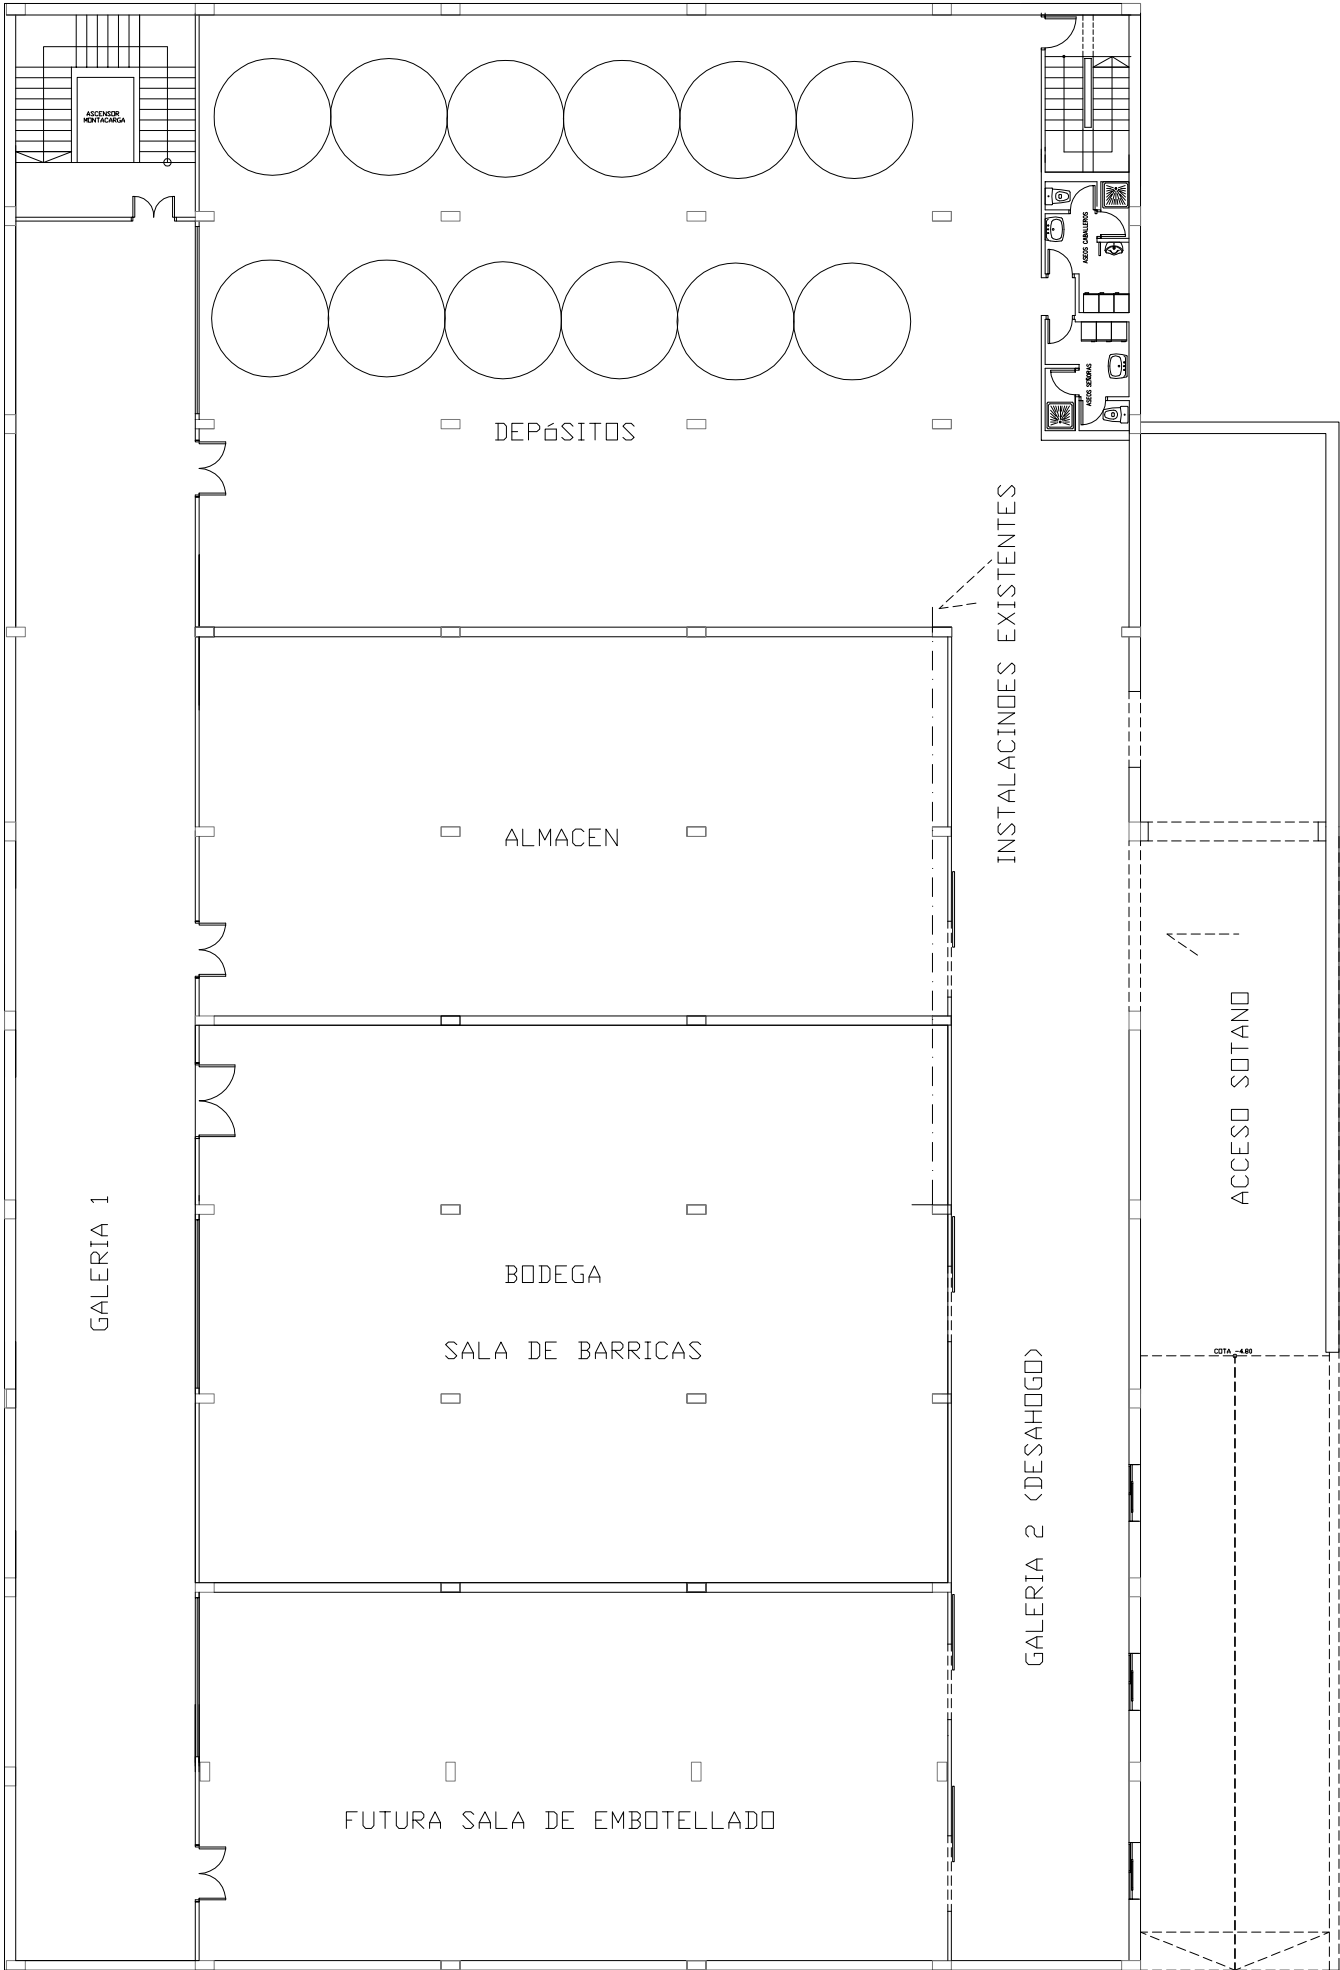 ASCENSOR
MONTACARGA
ASEOS CABALLEROS
ASEOS SEÑORAS
DEPóSITOS
INSTALACINOES EXISTENTES
ALMACEN
ACCESO SOTANO
GALERIA 1
BODEGA
SALA DE BARRICAS
COTA -4.80
GALERIA 2 (DESAHOGO)
FUTURA SALA DE EMBOTELLADO